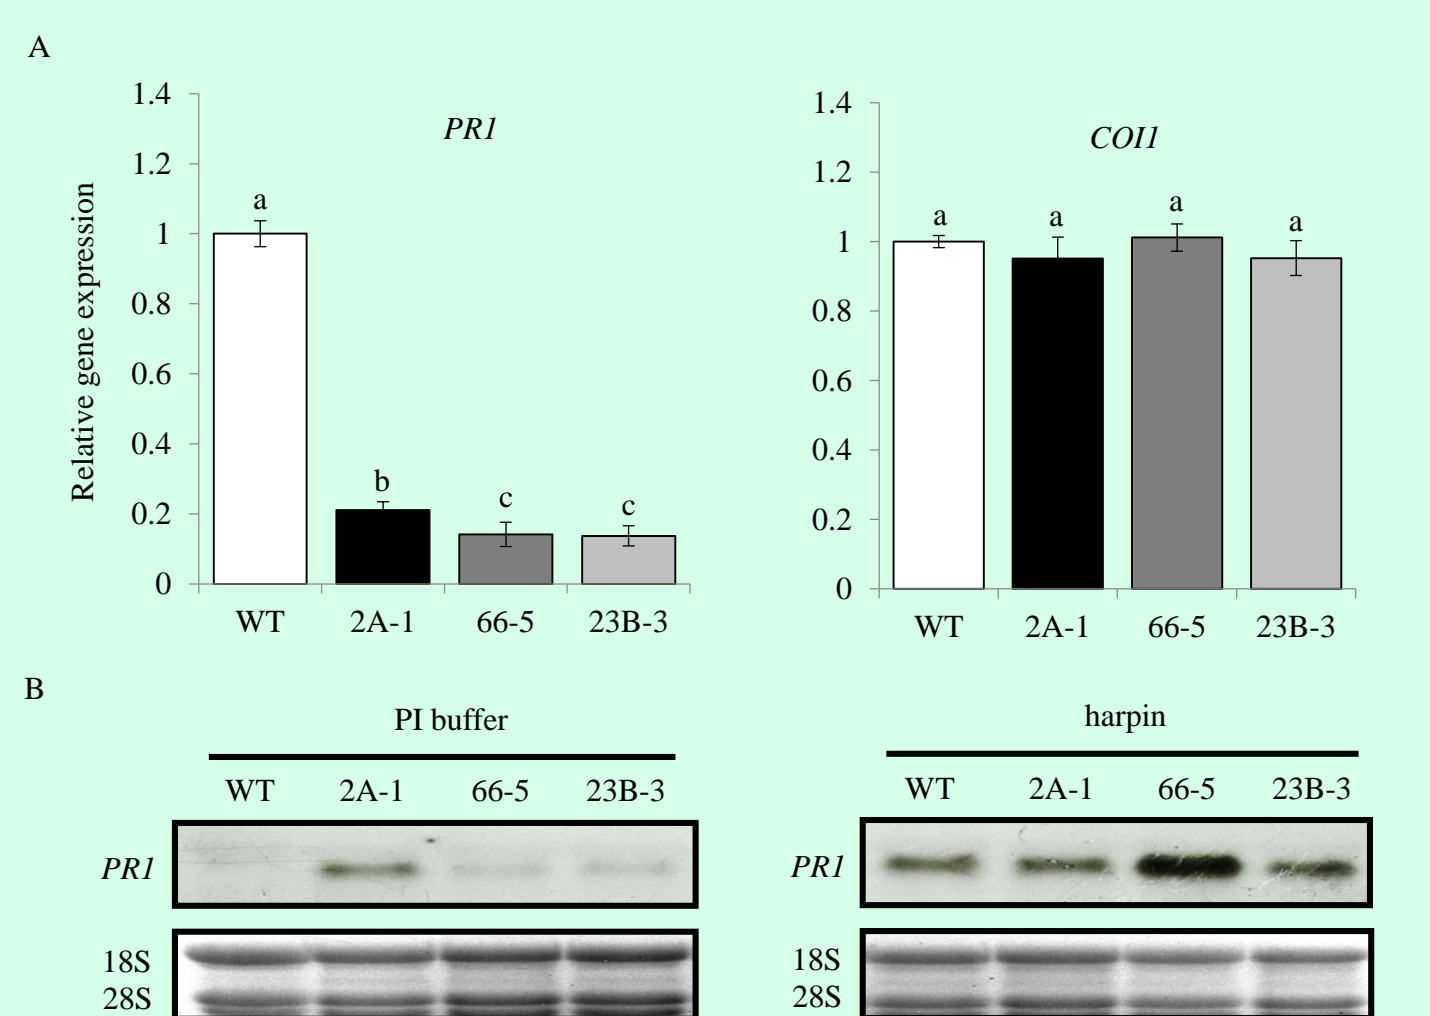 A
PR1
1.4
1.2
1
0.8
0.6
0.4
0.2
0
Relative gene expression
a
b
c
c
WT 2A-1 66-5 23B-3
COI1
1.4
1.2
1
0.8
0.6
0.4
0.2
0
a
a
a
a
WT 2A-1 66-5 23B-3
B
PI buffer
WT 2A-1 66-5 23B-3
PR1
18S
28S
harpin
WT 2A-1 66-5 23B-3
PR1
18S
28S